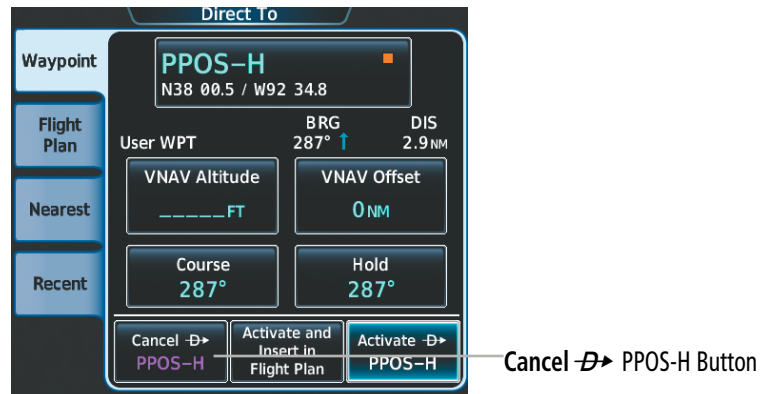 Direct To
Waypoint
PPOS-H
N38 00.5 / W92 34.8
Flight
Plan
BRG DIS
User WPT 287° ↑ 2.9NM
VNAV Altitude VNAV Offset
_____FT 0NM
Nearest
Course Hold
287° 287°
Recent
Cancel D→ Activate and Insert in Flight Plan Activate D→
PPOS-H PPOS-H
Cancel D→ PPOS-H Button